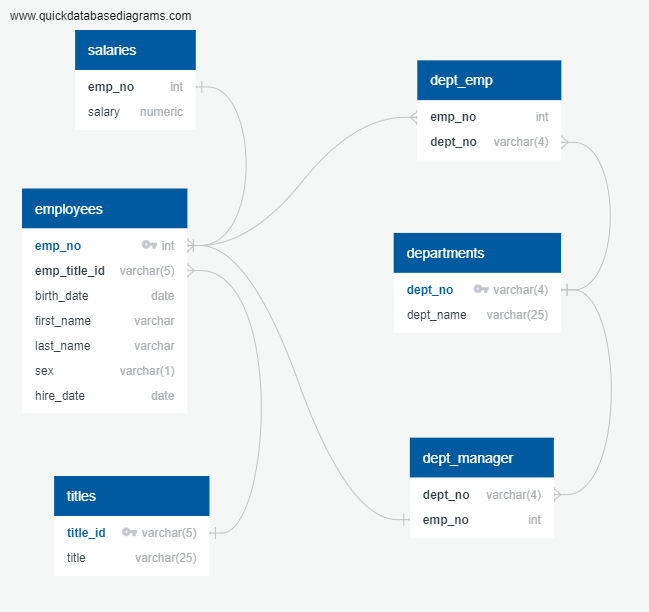 www.quickdatabasediagrams.com
salaries
emp_no int
salary numeric
employees
emp_no int
emp_title_id varchar(5)
birth_date date
first_name varchar
last_name varchar
sex varchar(1)
hire_date date
titles
title_id varchar(5)
title varchar(25)
dept_emp
emp_no int
dept_no varchar(4)
departments
dept_no varchar(4)
dept_name varchar(25)
dept_manager
dept_no varchar(4)
emp_no int